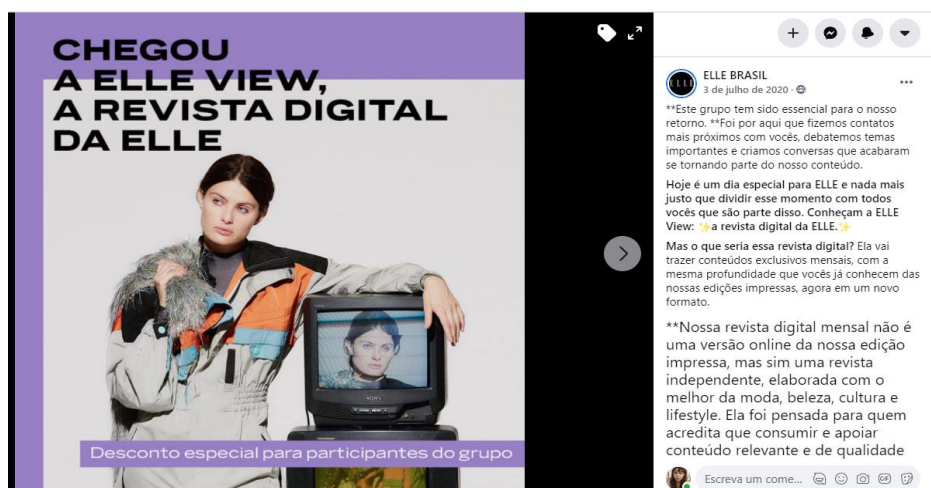 CHEGOU
A ELLE VIEW,
A REVISTA DIGITAL
DA ELLE
SONY
Desconto especial para participantes do grupo
ELLE
ELLE BRASIL
3 de julho de 2020 ·
**Este grupo tem sido essencial para o nosso
retorno. **Foi por aqui que fizemos contatos
mais próximos com vocês, debatemos temas
importantes e criamos conversas que acabaram
se tornando parte do nosso conteúdo.
Hoje é um dia especial para ELLE e nada mais
justo que dividir esse momento com todos
vocês que são parte disso. Conheçam a ELLE
View: ✨a revista digital da ELLE.✨
Mas o que seria essa revista digital? Ela vai
trazer conteúdos exclusivos mensais, com a
mesma profundidade que vocês já conhecem das
nossas edições impressas, agora em um novo
formato.
**Nossa revista digital mensal não é
uma versão online da nossa edição
impressa, mas sim uma revista
independente, elaborada com o
melhor da moda, beleza, cultura e
lifestyle. Ela foi pensada para quem
acredita que consumir e apoiar
conteúdo relevante e de qualidade
Escreva um come...
GIF